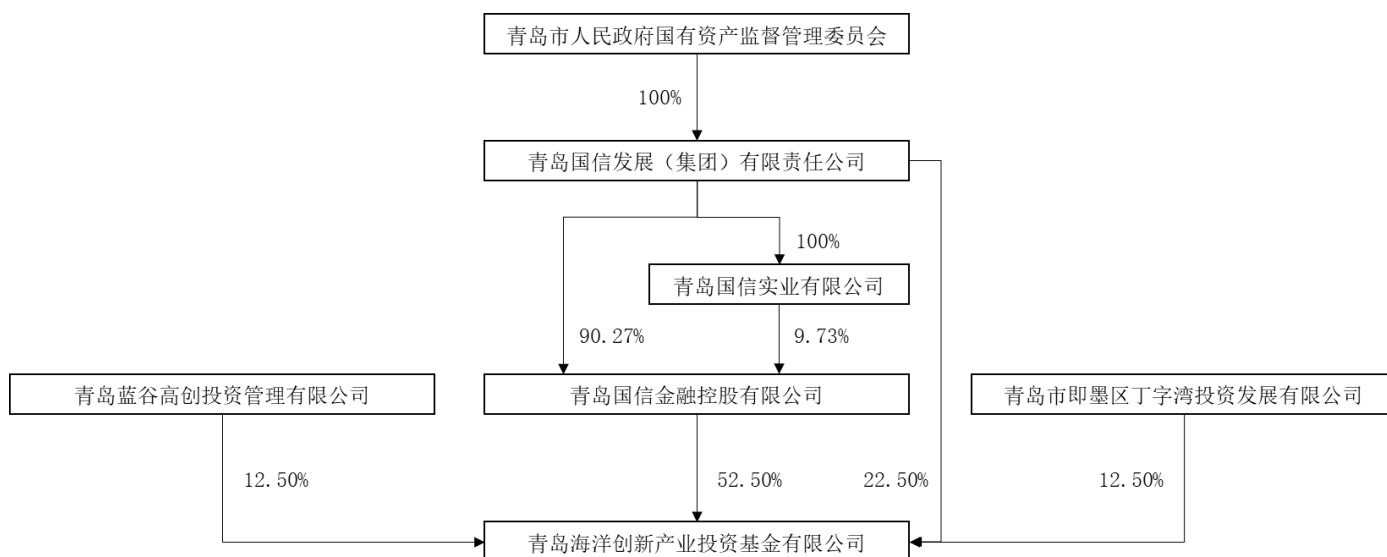 青岛市人民政府国有资产监督管理委员会
100%
青岛国信发展（集团）有限责任公司
100%
青岛国信实业有限公司
90.27%
9.73%
青岛蓝谷高创投资管理有限公司
青岛国信金融控股有限公司
青岛市即墨区丁字湾投资发展有限公司
12.50%
52.50%
22.50%
12.50%
青岛海洋创新产业投资基金有限公司